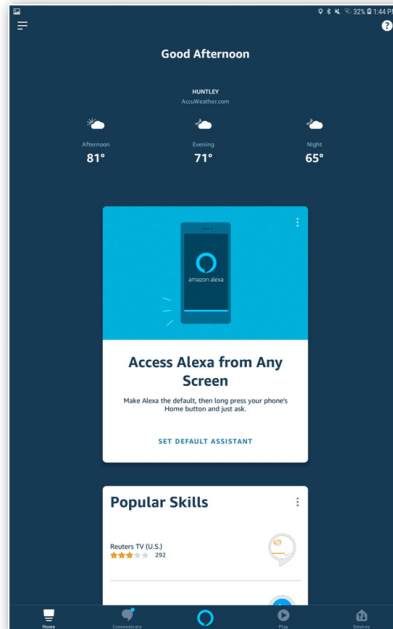 32% 1:44 PM
?
Good Afternoon
HUNTLEY
AccuWeather.com
Afternoon Evening Night
81° 71° 65°
amazon alexa
Access Alexa from Any
Screen
Make Alexa the default, then long press your phone's
Home button and just ask.
SET DEFAULT ASSISTANT
Popular Skills
Reuters TV (U.S.)
292
Home Communicate Play Devices